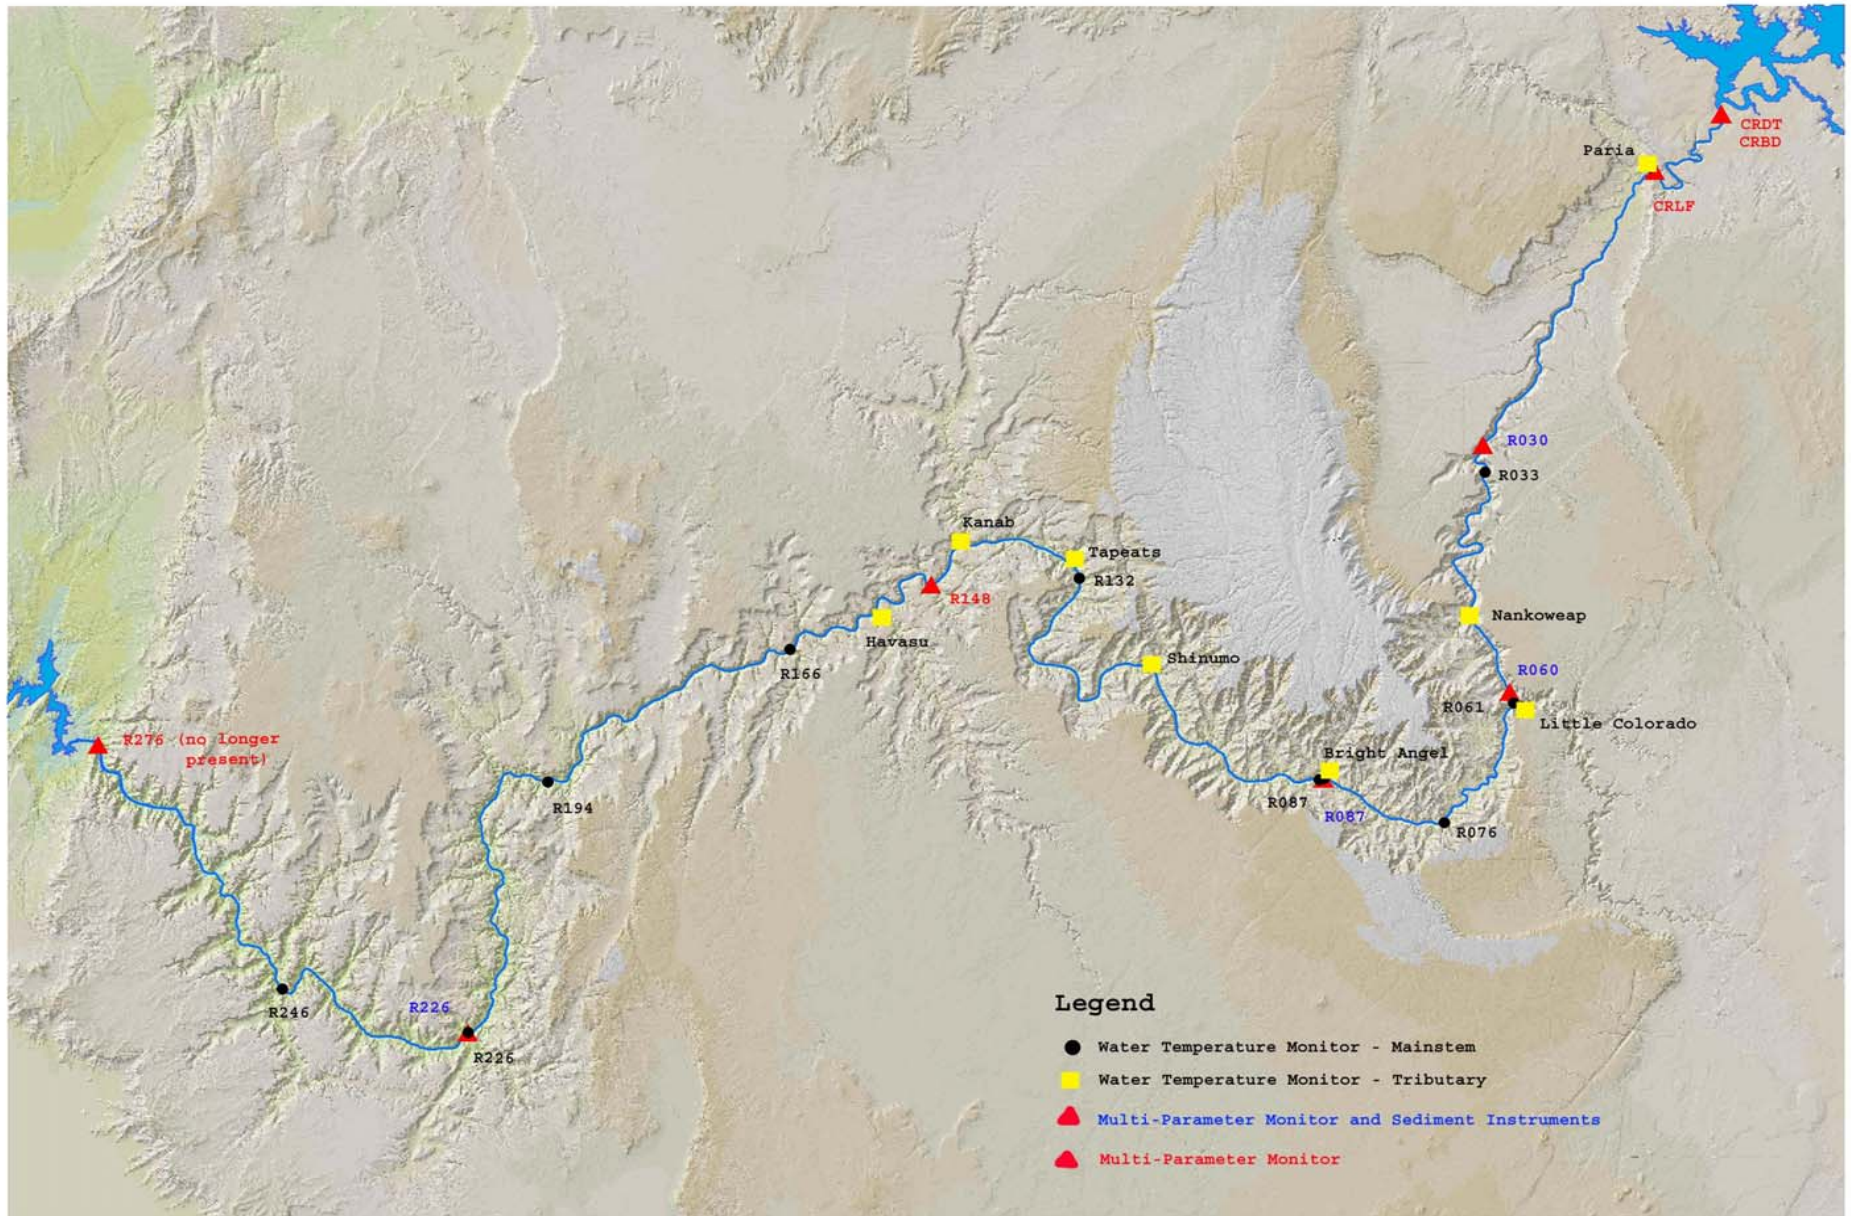 CRDT
CRBD
Paria
CRLF
R030
R033
Kanab
Tapeats
R132
R148
Nankoweap
Havasu
Shinumo
R166
R060
R061
Little Colorado
R276 (no longer
present)
Bright Angel
R194
R087
R087
R076
R246
R226
R226
Legend
Water Temperature Monitor - Mainstem
Water Temperature Monitor - Tributary
Multi-Parameter Monitor and Sediment Instruments
Multi-Parameter Monitor